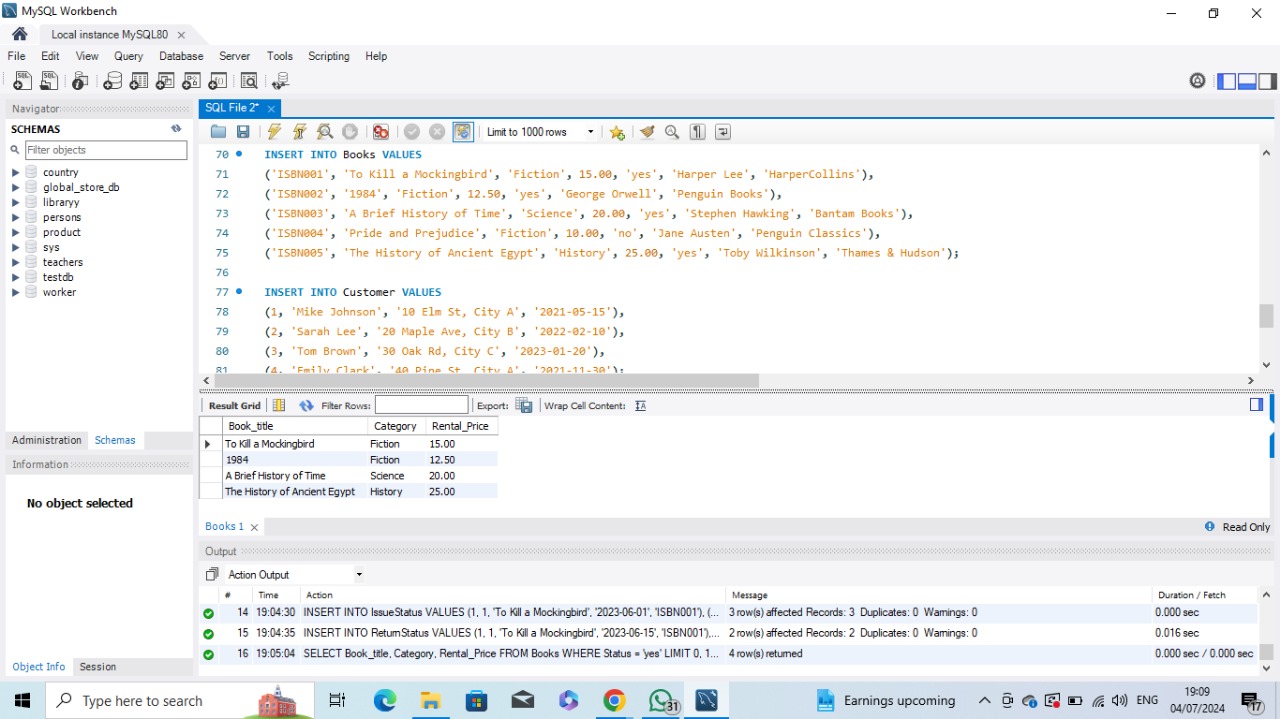 MySQL Workbench
Local instance MySQL80
File Edit View Query Database Server Tools Scripting Help
Navigator
SCHEMAS
Filter objects
country
global_store_db
libraryy
persons
product
sys
teachers
testdb
worker
Administration Schemas
Information
No object selected
Object Info Session
SQL File 2*
Limit to 1000 rows
70 INSERT INTO Books VALUES
71 ('ISBN001', 'To Kill a Mockingbird', 'Fiction', 15.00, 'yes', 'Harper Lee', 'HarperCollins'),
72 ('ISBN002', '1984', 'Fiction', 12.50, 'yes', 'George Orwell', 'Penguin Books'),
73 ('ISBN003', 'A Brief History of Time', 'Science', 20.00, 'yes', 'Stephen Hawking', 'Bantam Books'),
74 ('ISBN004', 'Pride and Prejudice', 'Fiction', 10.00, 'no', 'Jane Austen', 'Penguin Classics'),
75 ('ISBN005', 'The History of Ancient Egypt', 'History', 25.00, 'yes', 'Toby Wilkinson', 'Thames & Hudson');
76
77 INSERT INTO Customer VALUES
78 (1, 'Mike Johnson', '10 Elm St, City A', '2021-05-15'),
79 (2, 'Sarah Lee', '20 Maple Ave, City B', '2022-02-10'),
80 (3, 'Tom Brown', '30 Oak Rd, City C', '2023-01-20'),
81 (4, 'Emily Clark', '40 Pine St, City A', '2021-11-30');
Result Grid Filter Rows: Export: Wrap Cell Content:
Book_title Category Rental_Price
To Kill a Mockingbird Fiction 15.00
1984 Fiction 12.50
A Brief History of Time Science 20.00
The History of Ancient Egypt History 25.00
Books 1 Read Only
Output
Action Output
# Time Action Message Duration / Fetch
14 19:04:30 INSERT INTO IssueStatus VALUES (1, 1, 'To Kill a Mockingbird', '2023-06-01', 'ISBN001'), (... 3 row(s) affected Records: 3 Duplicates: 0 Warnings: 0 0.000 sec
15 19:04:35 INSERT INTO ReturnStatus VALUES (1, 1, 'To Kill a Mockingbird', '2023-06-15', 'ISBN001'),... 2 row(s) affected Records: 2 Duplicates: 0 Warnings: 0 0.016 sec
16 19:05:04 SELECT Book_title, Category, Rental_Price FROM Books WHERE Status = 'yes' LIMIT 0, 1... 4 row(s) returned 0.000 sec / 0.000 sec
Type here to search
31
Earnings upcoming
ENG
19:09
04/07/2024
17